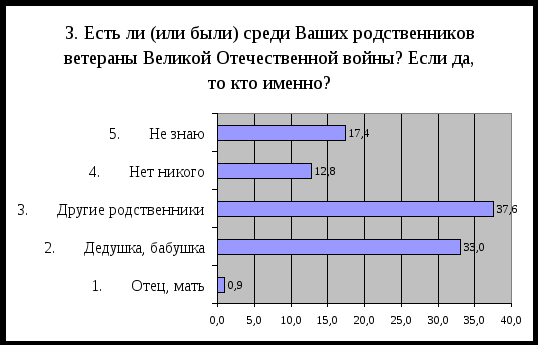 3. Есть ли (или были) среди Ваших родственников
ветераны Великой Отечественной войны? Если да,
то кто именно?
5. Не знаю 17,4
4. Нет никого 12,8
3. Другие родственники 37,6
2. Дедушка, бабушка 33,0
1. Отец, мать 0,9
0,0 5,0 10,0 15,0 20,0 25,0 30,0 35,0 40,0